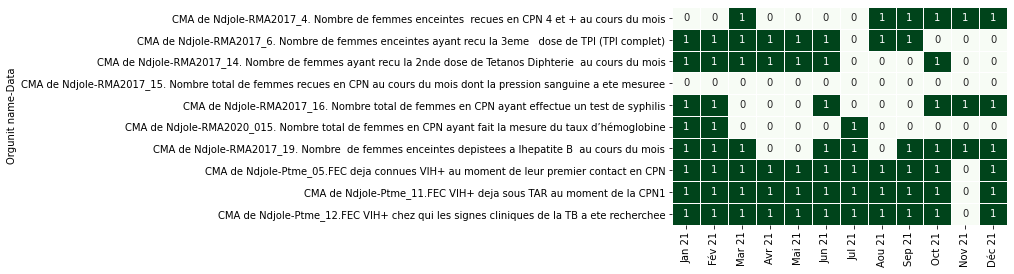 CMA de Ndjole-RMA2017_4. Nombre de femmes enceintes recues en CPN 4 et + au cours du mois 0 0 1 0 0 0 0 1 1 1 1 1
CMA de Ndjole-RMA2017_6. Nombre de femmes enceintes ayant recu la 3eme dose de TPI (TPI complet) 1 1 1 1 1 1 0 1 1 0 0 0
CMA de Ndjole-RMA2017_14. Nombre de femmes ayant recu la 2nde dose de Tetanos Diphterie au cours du mois 1 1 1 1 1 1 0 0 0 1 0 0
CMA de Ndjole-RMA2017_15. Nombre total de femmes recues en CPN au cours du mois dont la pression sanguine a ete mesuree 0 0 0 0 0 0 0 0 0 0 0 0
CMA de Ndjole-RMA2017_16. Nombre total de femmes en CPN ayant effectue un test de syphilis 1 1 0 0 0 1 0 0 0 1 1 1
CMA de Ndjole-RMA2020_015. Nombre total de femmes en CPN ayant fait la mesure du taux d’hémoglobine 1 1 0 0 0 0 1 0 0 0 0 0
CMA de Ndjole-RMA2017_19. Nombre de femmes enceintes depistees a lhepatite B au cours du mois 1 1 1 0 0 1 1 0 1 1 1 1
CMA de Ndjole-Ptme_05.FEC deja connues VIH+ au moment de leur premier contact en CPN 1 1 1 1 1 1 1 1 1 1 0 1
CMA de Ndjole-Ptme_11.FEC VIH+ deja sous TAR au moment de la CPN1 1 1 1 1 1 1 1 1 1 1 0 1
CMA de Ndjole-Ptme_12.FEC VIH+ chez qui les signes cliniques de la TB a ete recherchee 1 1 1 1 1 1 1 1 1 1 0 1
Orgunit name-Data
Jan 21 Fév 21 Mar 21 Avr 21 Mai 21 Jun 21 Jul 21 Aou 21 Sep 21 Oct 21 Nov 21 Déc 21